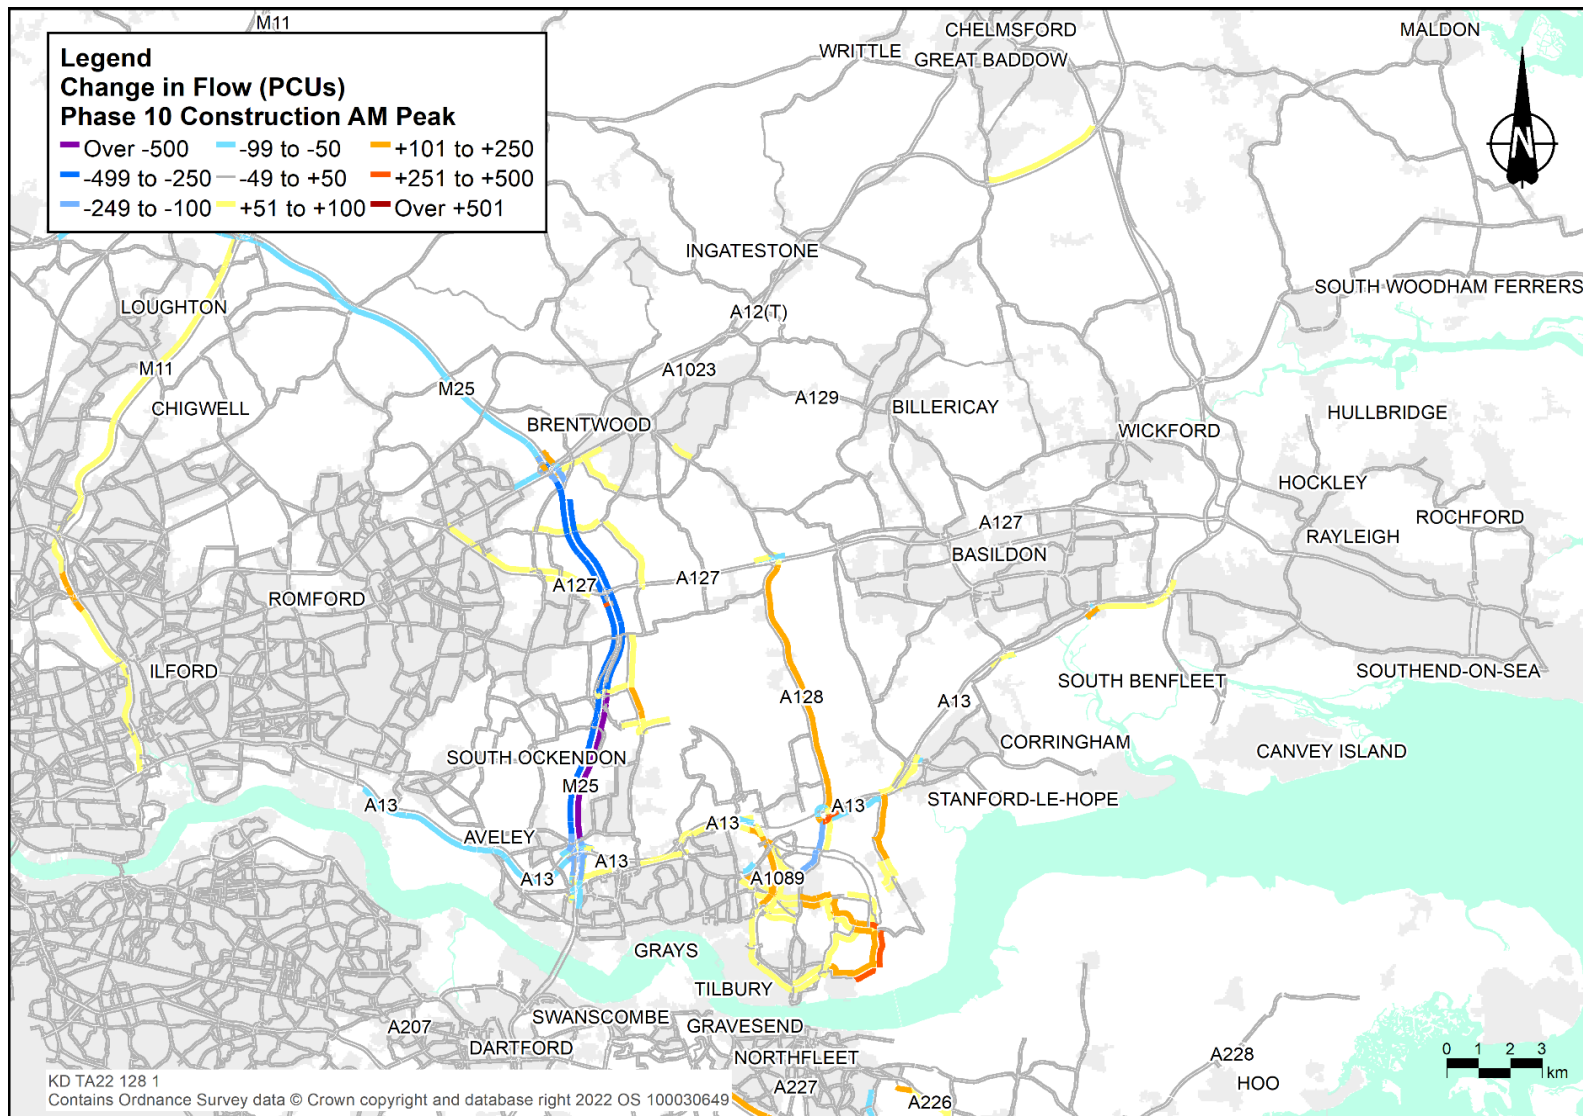 M11
CHELMSFORD
MALDON
WRITTLE
GREAT BADDOW
Legend
Change in Flow (PCUs)
Phase 10 Construction AM Peak
Over -500
-99 to -50
+101 to +250
-499 to -250
-49 to +50
+251 to +500
-249 to -100
+51 to +100
Over +501
N
INGATESTONE
SOUTH WOODHAM FERRERS
LOUGHTON
A12(T)
M11
A1023
M25
A129
CHIGWELL
BILLERICAY
HULLBRIDGE
BRENTWOOD
WICKFORD
HOCKLEY
A127
ROCHFORD
RAYLEIGH
BASILDON
A127
A127
ROMFORD
ILFORD
SOUTHEND-ON-SEA
SOUTH BENFLEET
A128
A13
CORRINGHAM
CANVEY ISLAND
SOUTH OCKENDON
M25
STANFORD-LE-HOPE
A13
A13
A13
AVELEY
A13
A13
A1089
GRAYS
TILBURY
SWANSCOMBE
GRAVESEND
A207
DARTFORD
NORTHFLEET
A228
A227
HOO
A226
0 1 2 3
km
KD TA22 128 1
Contains Ordnance Survey data © Crown copyright and database right 2022 OS 100030649